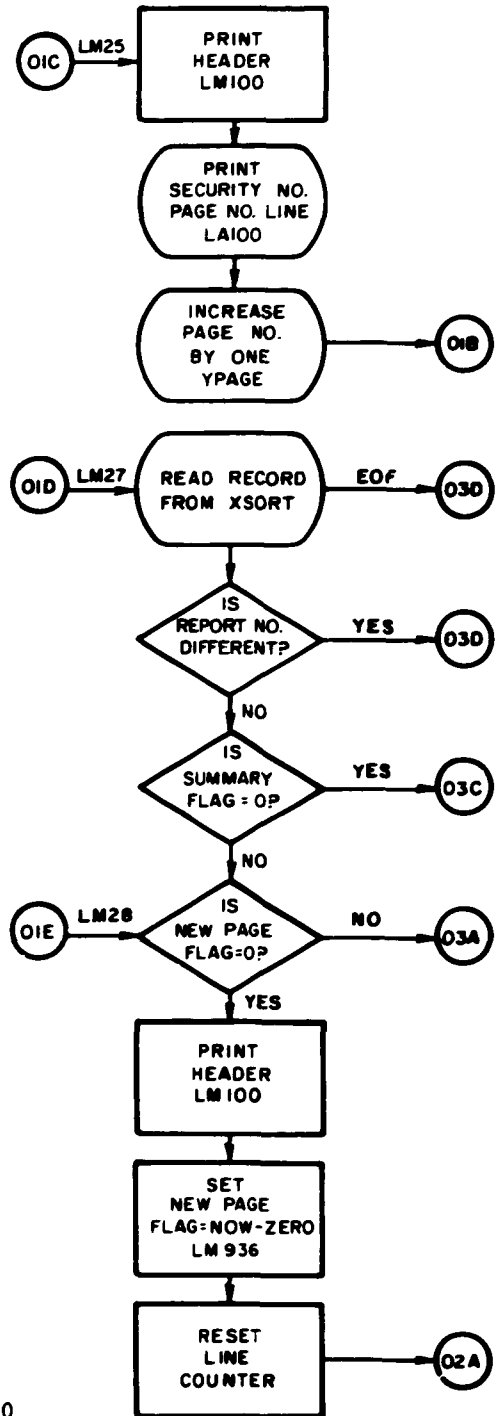 01C
LM25
PRINT
HEADER
LM100
PRINT
SECURITY NO.
PAGE NO. LINE
LA100
INCREASE
PAGE NO.
BY ONE
YPAGE
01B
01D
LM27
READ RECORD
FROM XSORT
EOF
03D
IS
REPORT NO.
DIFFERENT?
YES
03D
NO
IS
SUMMARY
FLAG = 0?
YES
03C
NO
01E
LM28
IS
NEW PAGE
FLAG=0?
NO
03A
YES
PRINT
HEADER
LM100
SET
NEW PAGE
FLAG=NOW-ZERO
LM 936
RESET
LINE
COUNTER
02A
0